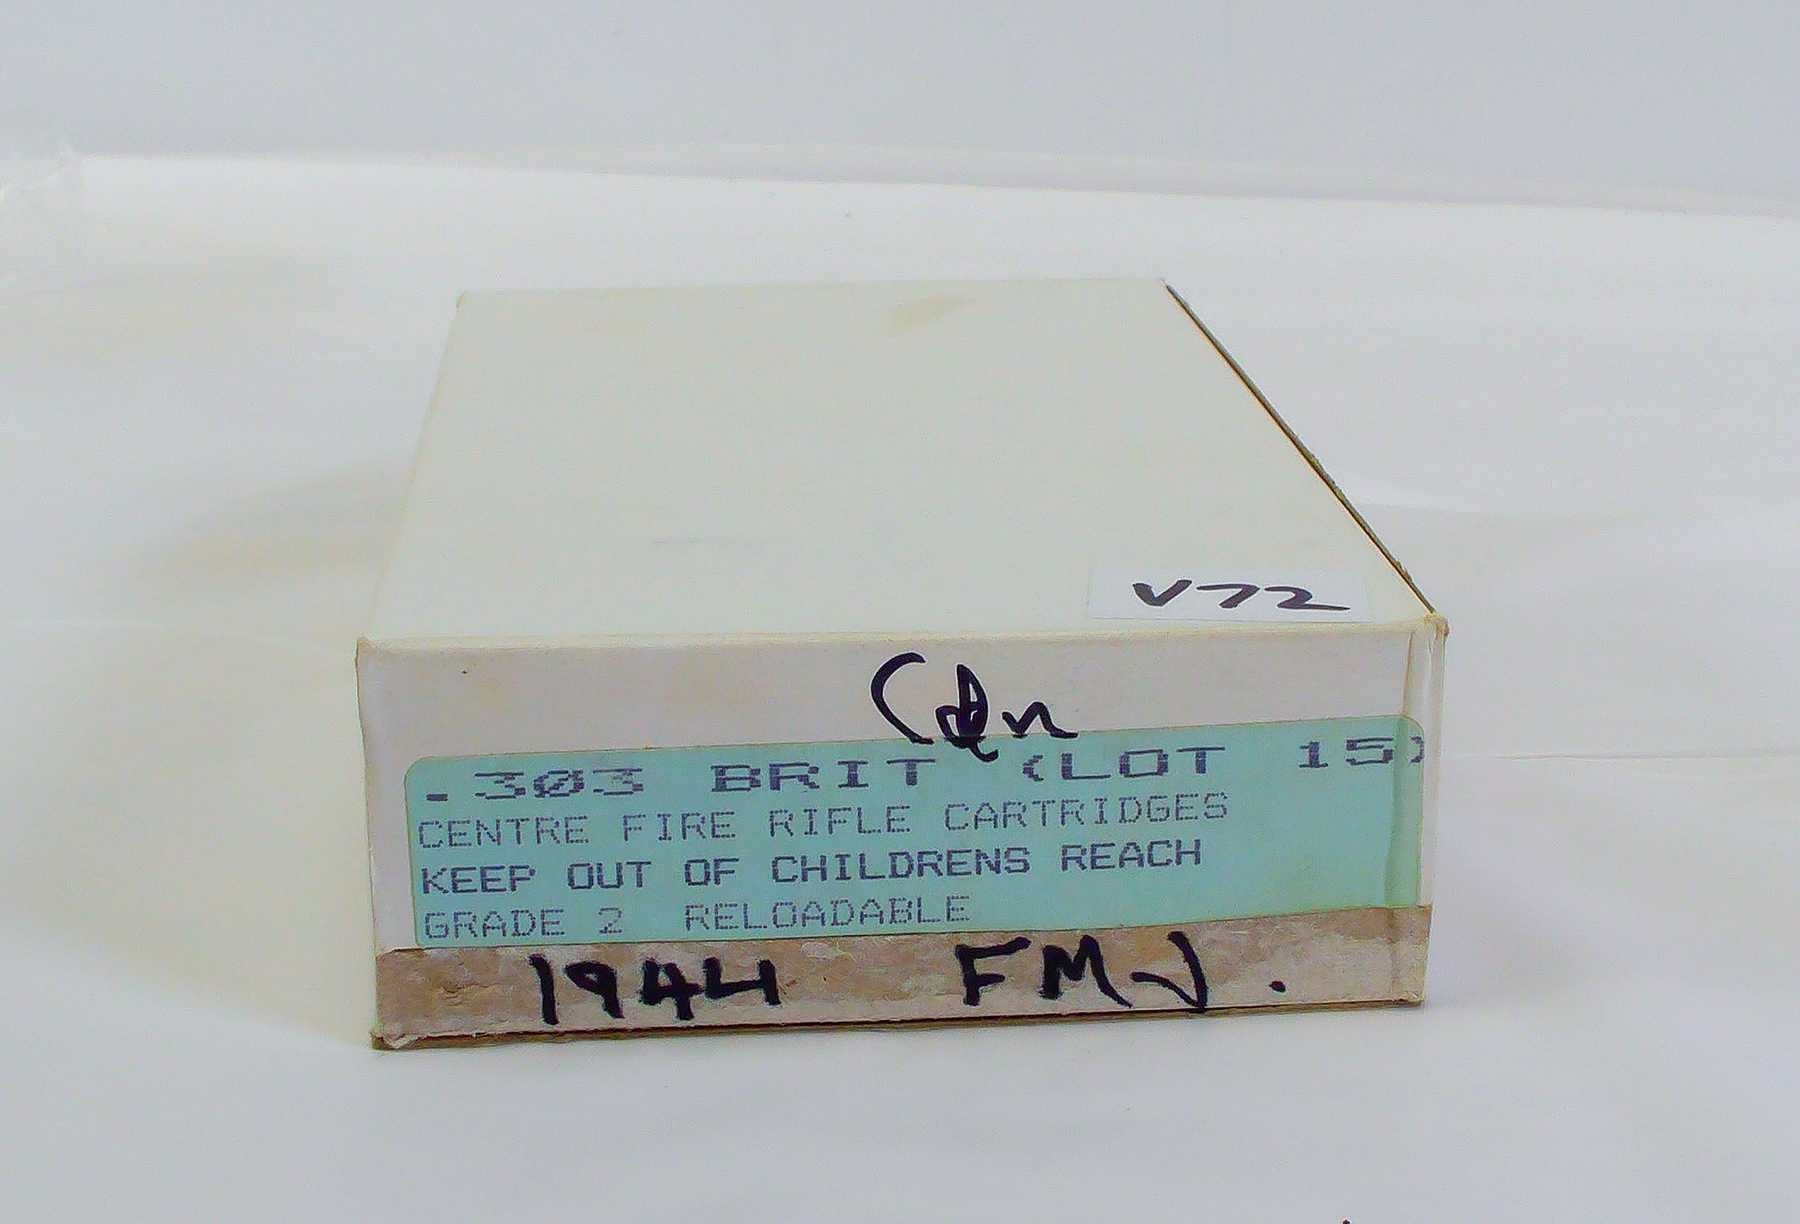 V72
Cdn
.303 BRIT (LOT 15)
CENTRE FIRE RIFLE CARTRIDGES
KEEP OUT OF CHILDRENS REACH
GRADE 2 RELOADABLE
1944 FMJ.